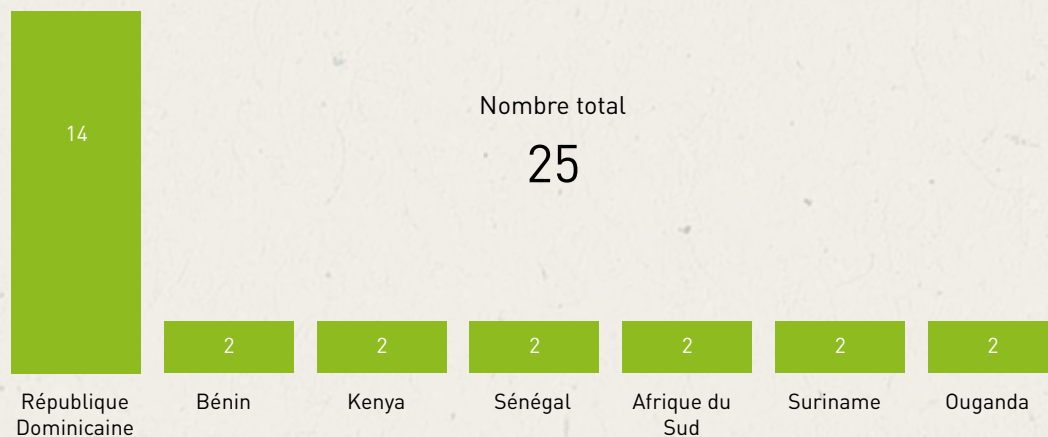 14
Nombre total
25
2
2
2
2
2
2
République
Dominicaine
Bénin
Kenya
Sénégal
Afrique du
Sud
Suriname
Ouganda